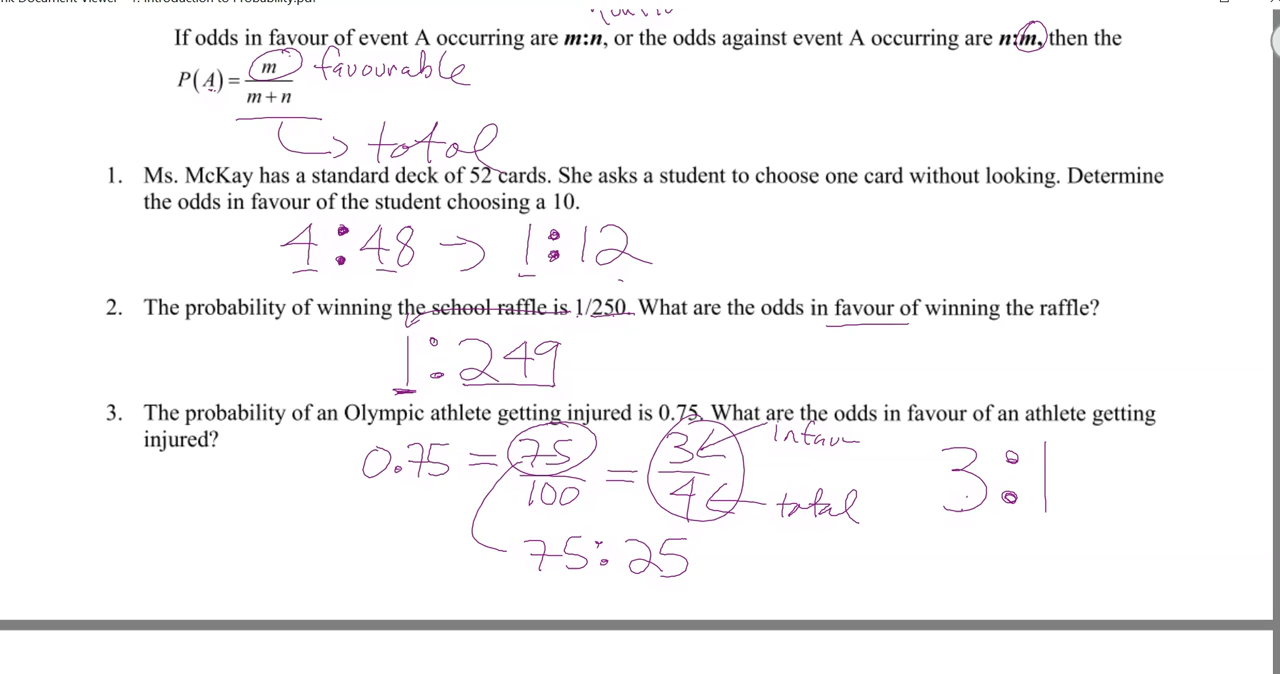 Introduction to Probability.pdf
If odds in favour of event A occurring are m:n, or the odds against event A occurring are n:m, then the
P(A) = m / m + n favourable
total
1. Ms. McKay has a standard deck of 52 cards. She asks a student to choose one card without looking. Determine
the odds in favour of the student choosing a 10.
4:48 → 1:12
2. The probability of winning the school raffle is 1/250. What are the odds in favour of winning the raffle?
1:249
3. The probability of an Olympic athlete getting injured is 0.75. What are the odds in favour of an athlete getting
injured?
0.75 = 75/100 = 3/4 infav total 3:1
75:25